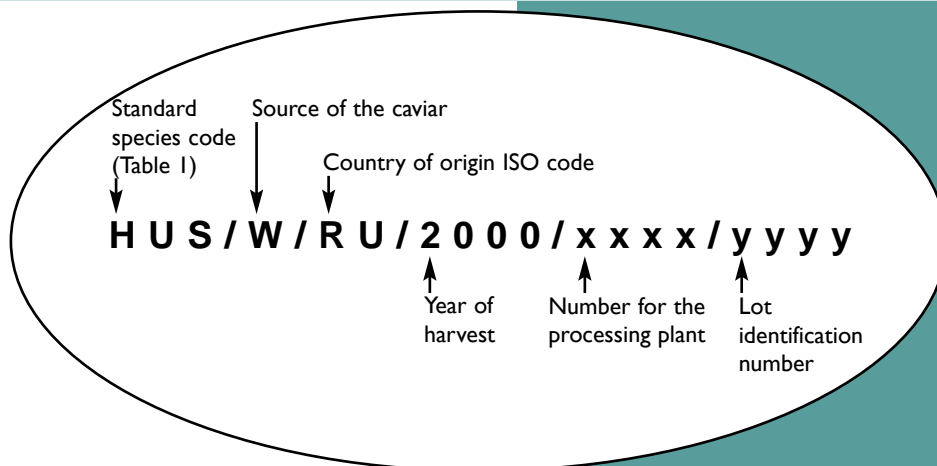 Standard
species code
(Table 1)
Source of the caviar
Country of origin ISO code
HUS/W/RU/2000/xxxx/yyyy
Year of
harvest
Number for the
processing plant
Lot
identification
number